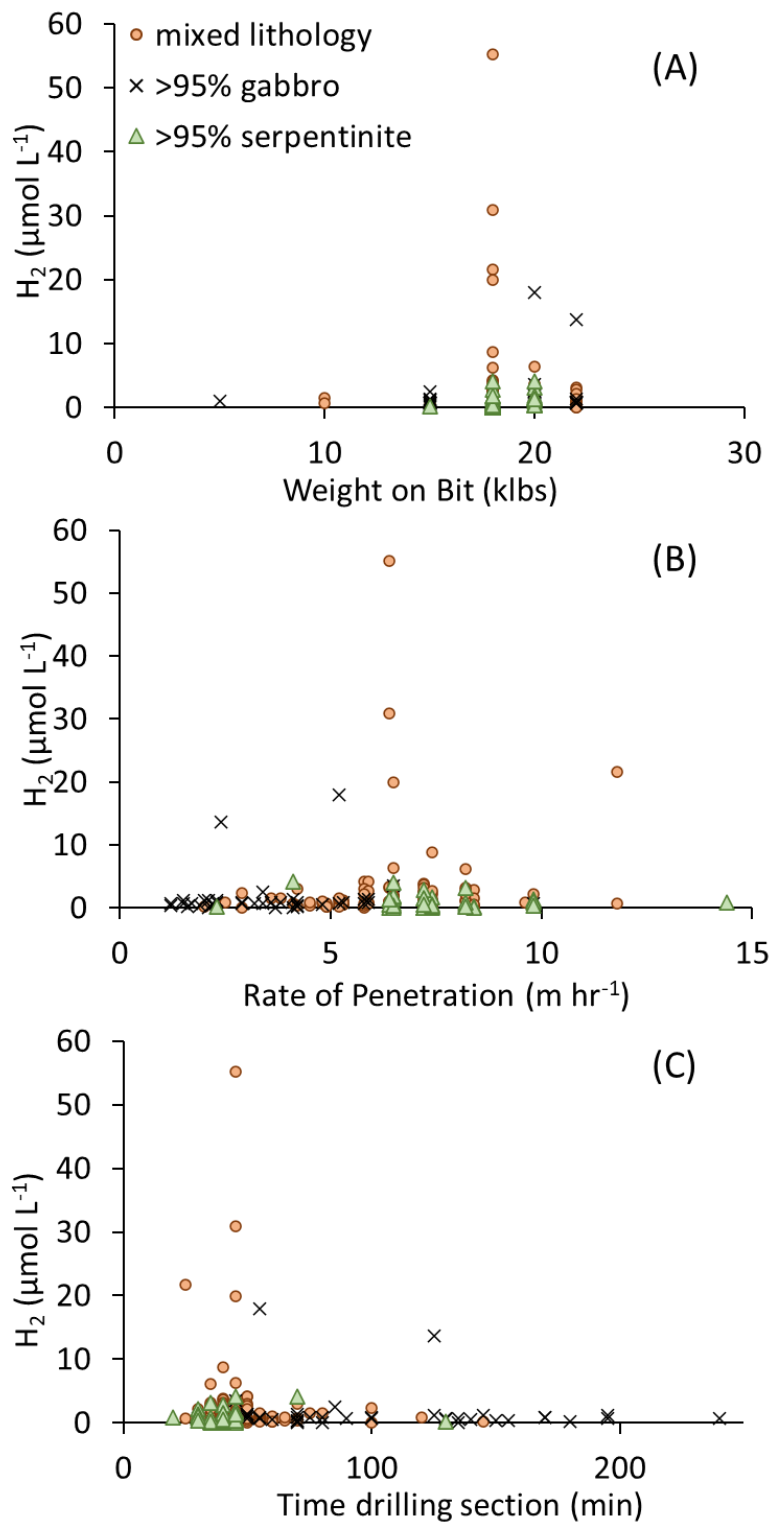 60
mixed lithology
(A)
50
>95% gabbro
>95% serpentinite
40
30
20
10
0
H₂ (µmol L⁻¹)
0 10 20 30
Weight on Bit (klbs)
60
(B)
50
40
30
20
10
0
H₂ (µmol L⁻¹)
0 5 10 15
Rate of Penetration (m hr⁻¹)
60
(C)
50
40
30
20
10
0
H₂ (µmol L⁻¹)
0 100 200
Time drilling section (min)